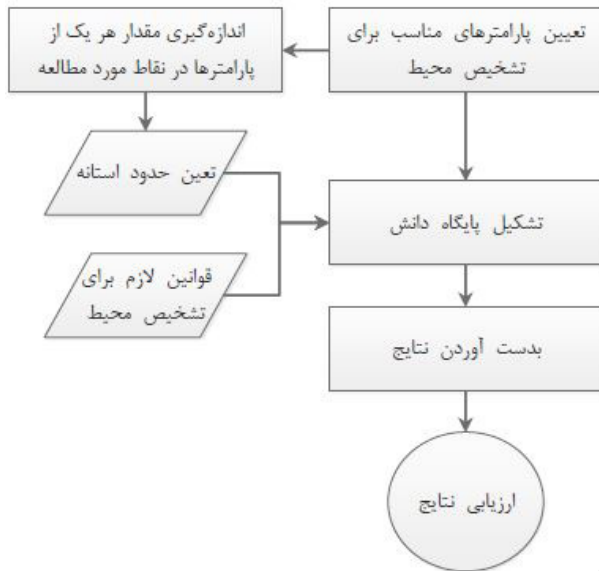 تعیین پارامترهای مناسب برای
تشخیص محیط
اندازه‌گیری مقدار هر یک از
پارامترها در نقاط مورد مطالعه
تعین حدود استانه
قوانین لازم برای
تشخیص محیط
تشکیل پایگاه دانش
بدست آوردن نتایج
ارزیابی نتایج